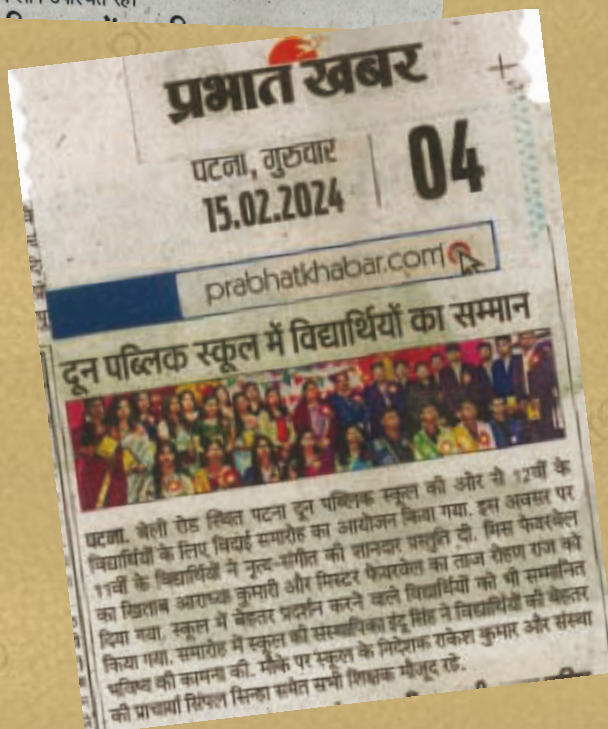 उपस्थित रहा
प्रभात खबर
पटना, गुरुवार
15.02.2024
04
prabhatkhabar.com
दून पब्लिक स्कूल में विद्यार्थियों का सम्मान
पटना. बेली रोड स्थित पटना दून पब्लिक स्कूल की ओर से 12वीं के
विद्यार्थियों के लिए विदाई समारोह का आयोजन किया गया. इस अवसर पर
11वीं के विद्यार्थियों ने नृत्य-संगीत की शानदार प्रस्तुति दी. मिस फेयरवेल
का खिताब आराध्या कुमारी और मिस्टर फेयरवेल का ताज रोहण राज को
दिया गया. स्कूल में बेहतर प्रदर्शन करने वाले विद्यार्थियों को भी सम्मानित
किया गया. समारोह में स्कूल की संस्थापिका इंदू सिंह ने विद्यार्थियों की बेहतर
भविष्य की कामना की. मौके पर स्कूल के निदेशक राकेश कुमार और संस्था
की प्राचार्या सिंपल सिन्हा समेत सभी शिक्षक मौजूद रहे.